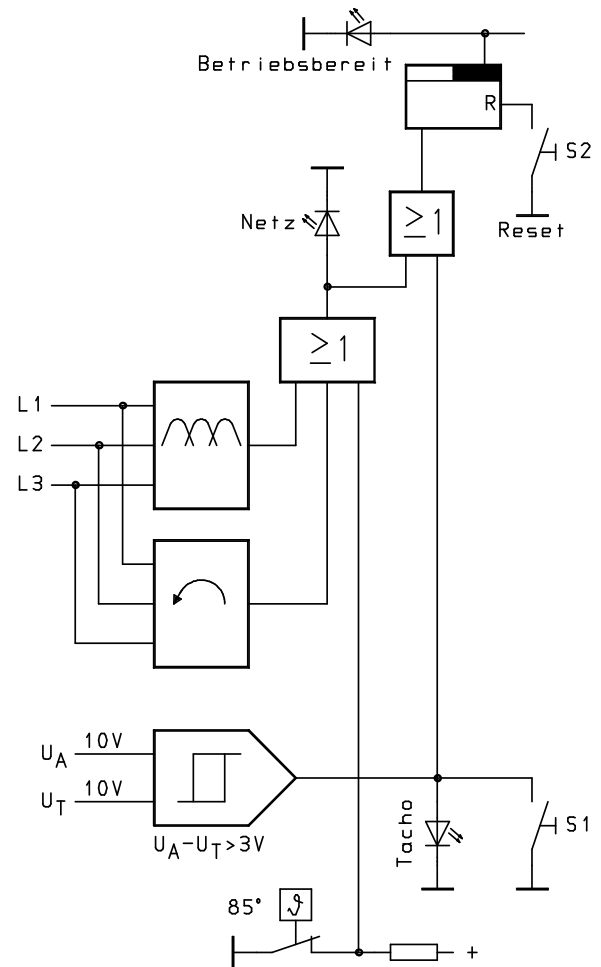 Betriebsbereit
R
S2
Reset
≥1
Netz
≥1
L1
L2
L3
U_A 10V
U_T 10V
U_A-U_T>3V
Tacho
S1
85° ϑ
+